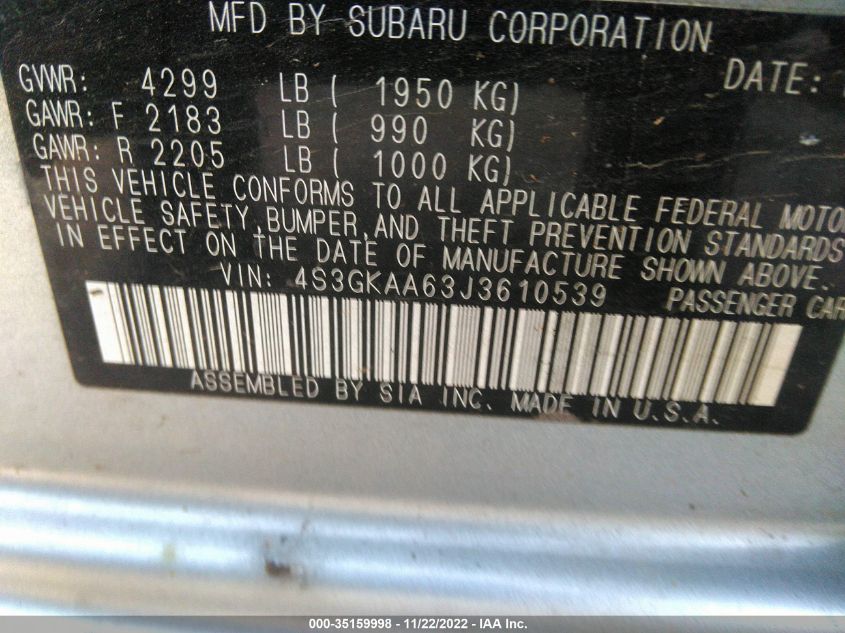 MFD BY SUBARU CORPORATION
GVWR: 4299 LB ( 1950 KG) DATE:
GAWR: F 2183 LB ( 990 KG)
GAWR: R 2205 LB ( 1000 KG)
THIS VEHICLE CONFORMS TO ALL APPLICABLE FEDERAL MOTO
VEHICLE SAFETY,BUMPER,AND THEFT PREVENTION STANDARDS
IN EFFECT ON THE DATE OF MANUFACTURE SHOWN ABOVE.
VIN: 4S3GKAA63J3610539 PASSENGER CAR
ASSEMBLED BY SIA INC. MADE IN U.S.A.
000-35159998 - 11/22/2022 - IAA Inc.